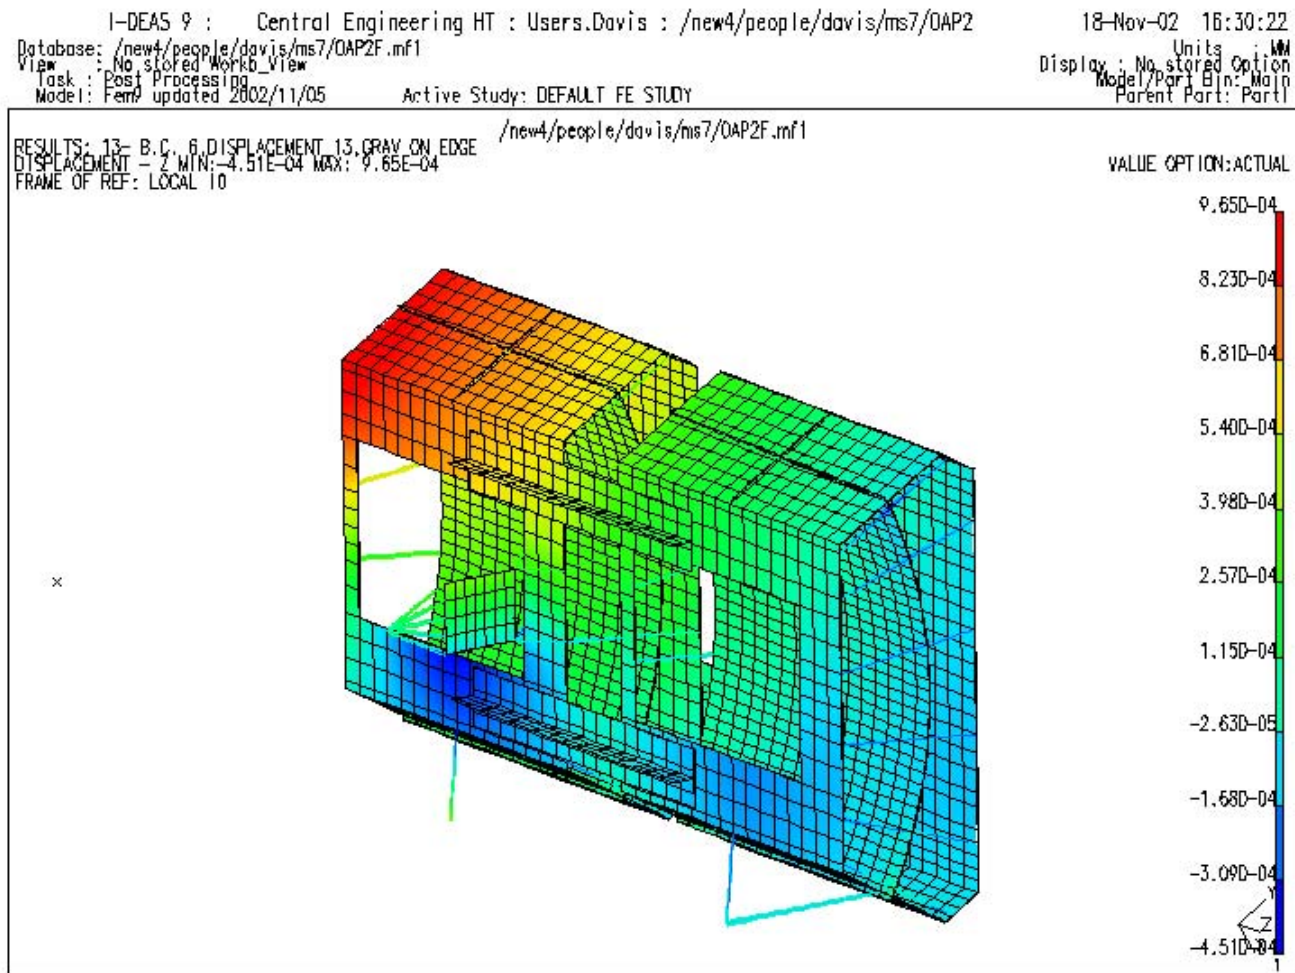 I-DEAS 9 : Central Engineering HT : Users.Davis : /new4/people/davis/ms7/OAP2 18-Nov-02 16:30:22
Database: /new4/people/davis/ms7/OAP2F.mf1 Units : MM
View : No stored Workb_View Display : No stored Option
Task : Post Processing Model/Part Bin: Main
Model: Fem9 updated 2002/11/05 Active Study: DEFAULT FE STUDY Parent Part: Part1
/new4/people/davis/ms7/OAP2F.mf1
RESULTS: 13- B.C. 6,DISPLACEMENT_13,GRAV ON EDGE
DISPLACEMENT - Z MIN:-4.51E-04 MAX: 9.65E-04
VALUE OPTION:ACTUAL
FRAME OF REF: LOCAL 10
9.65D-04
8.23D-04
6.81D-04
5.40D-04
3.98D-04
2.57D-04
1.15D-04
-2.63D-05
-1.68D-04
-3.09D-04
Y
Z
-4.51D-04
1